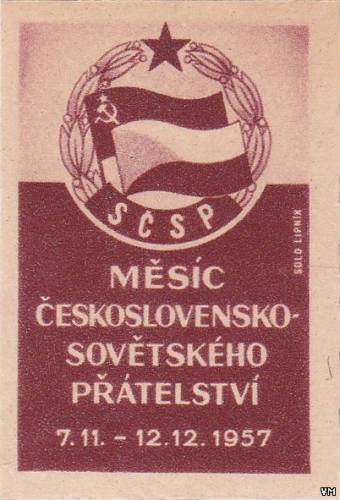 SČSP
SOLO LIPNÍK
MĚSÍC
ČESKOSLOVENSKO-
SOVĚTSKÉHO
PŘÁTELSTVÍ
7.11. - 12.12.1957
VM